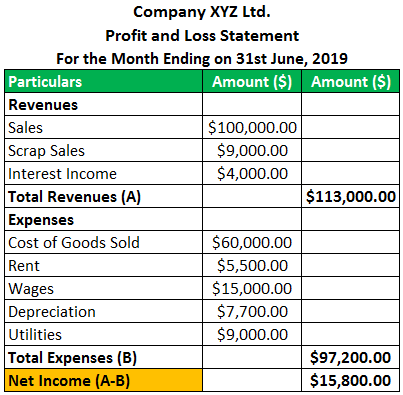 Company XYZ Ltd.
Profit and Loss Statement
For the Month Ending on 31st June, 2019
Particulars Amount ($) Amount ($)
Revenues
Sales $100,000.00
Scrap Sales $9,000.00
Interest Income $4,000.00
Total Revenues (A) $113,000.00
Expenses
Cost of Goods Sold $60,000.00
Rent $5,500.00
Wages $15,000.00
Depreciation $7,700.00
Utilities $9,000.00
Total Expenses (B) $97,200.00
Net Income (A-B) $15,800.00